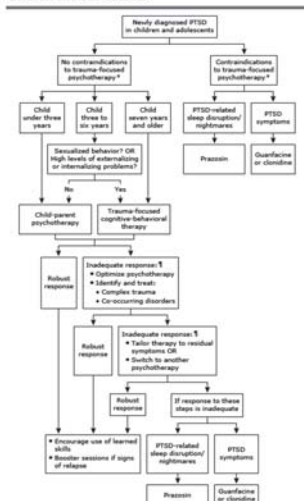 Newly diagnosed PTSD
in children and adolescents
No contraindications
to trauma-focused
psychotherapy*
Contraindications
to trauma-focused
psychotherapy*
Child
under three
years
Child
three to
six years
Child
seven years
and older
PTSD-related
sleep disruption/
nightmares
PTSD
symptoms
Sexualized behavior? OR
High levels of externalizing
or internalizing problems?
Prazosin
Guanfacine
or clonidine
No
Yes
Child-parent
psychotherapy
Trauma-focused
cognitive-behavioral
therapy
Robust
response
Inadequate response:¶
• Optimize psychotherapy
• Identify and treat:
• Complex trauma
• Co-occurring disorders
Robust
response
Inadequate response:¶
• Tailor therapy to residual
symptoms OR
• Switch to another
psychotherapy
Robust
response
If response to these
steps is inadequate
• Encourage use of learned
skills
• Booster sessions if signs
of relapse
PTSD-related
sleep disruption/
nightmares
PTSD
symptoms
Prazosin
Guanfacine
or clonidine